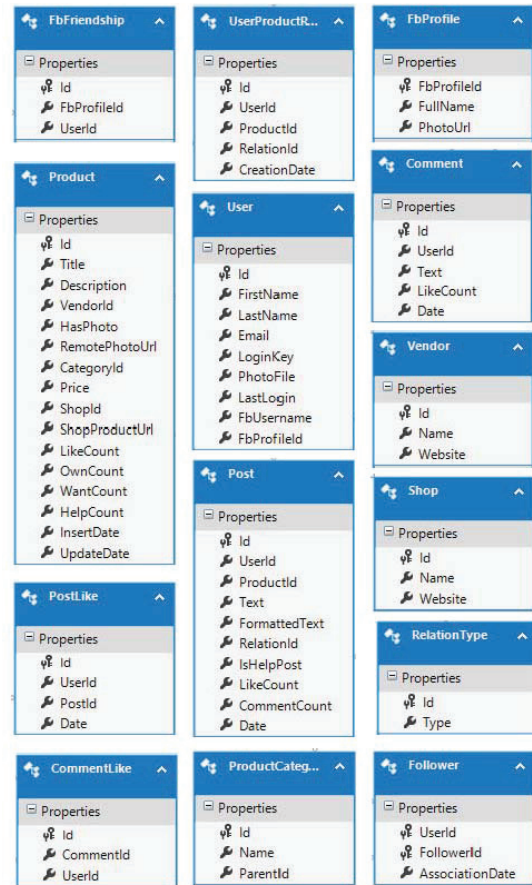 FbFriendship
Properties
Id
FbProfileId
UserId
UserProductR...
Properties
Id
UserId
ProductId
RelationId
CreationDate
FbProfile
Properties
FbProfileId
FullName
PhotoUrl
Product
Properties
Id
Title
Description
VendorId
HasPhoto
RemotePhotoUrl
CategoryId
Price
ShopId
ShopProductUrl
LikeCount
OwnCount
WantCount
HelpCount
InsertDate
UpdateDate
User
Properties
Id
FirstName
LastName
Email
LoginKey
PhotoFile
LastLogin
FbUsername
FbProfileId
Comment
Properties
Id
UserId
Text
LikeCount
Date
Vendor
Properties
Id
Name
Website
Post
Properties
Id
UserId
ProductId
Text
FormattedText
RelationId
IsHelpPost
LikeCount
CommentCount
Date
Shop
Properties
Id
Name
Website
PostLike
Properties
Id
UserId
PostId
Date
RelationType
Properties
Id
Type
CommentLike
Properties
Id
CommentId
UserId
ProductCateg...
Properties
Id
Name
ParentId
Follower
Properties
UserId
FollowerId
AssociationDate